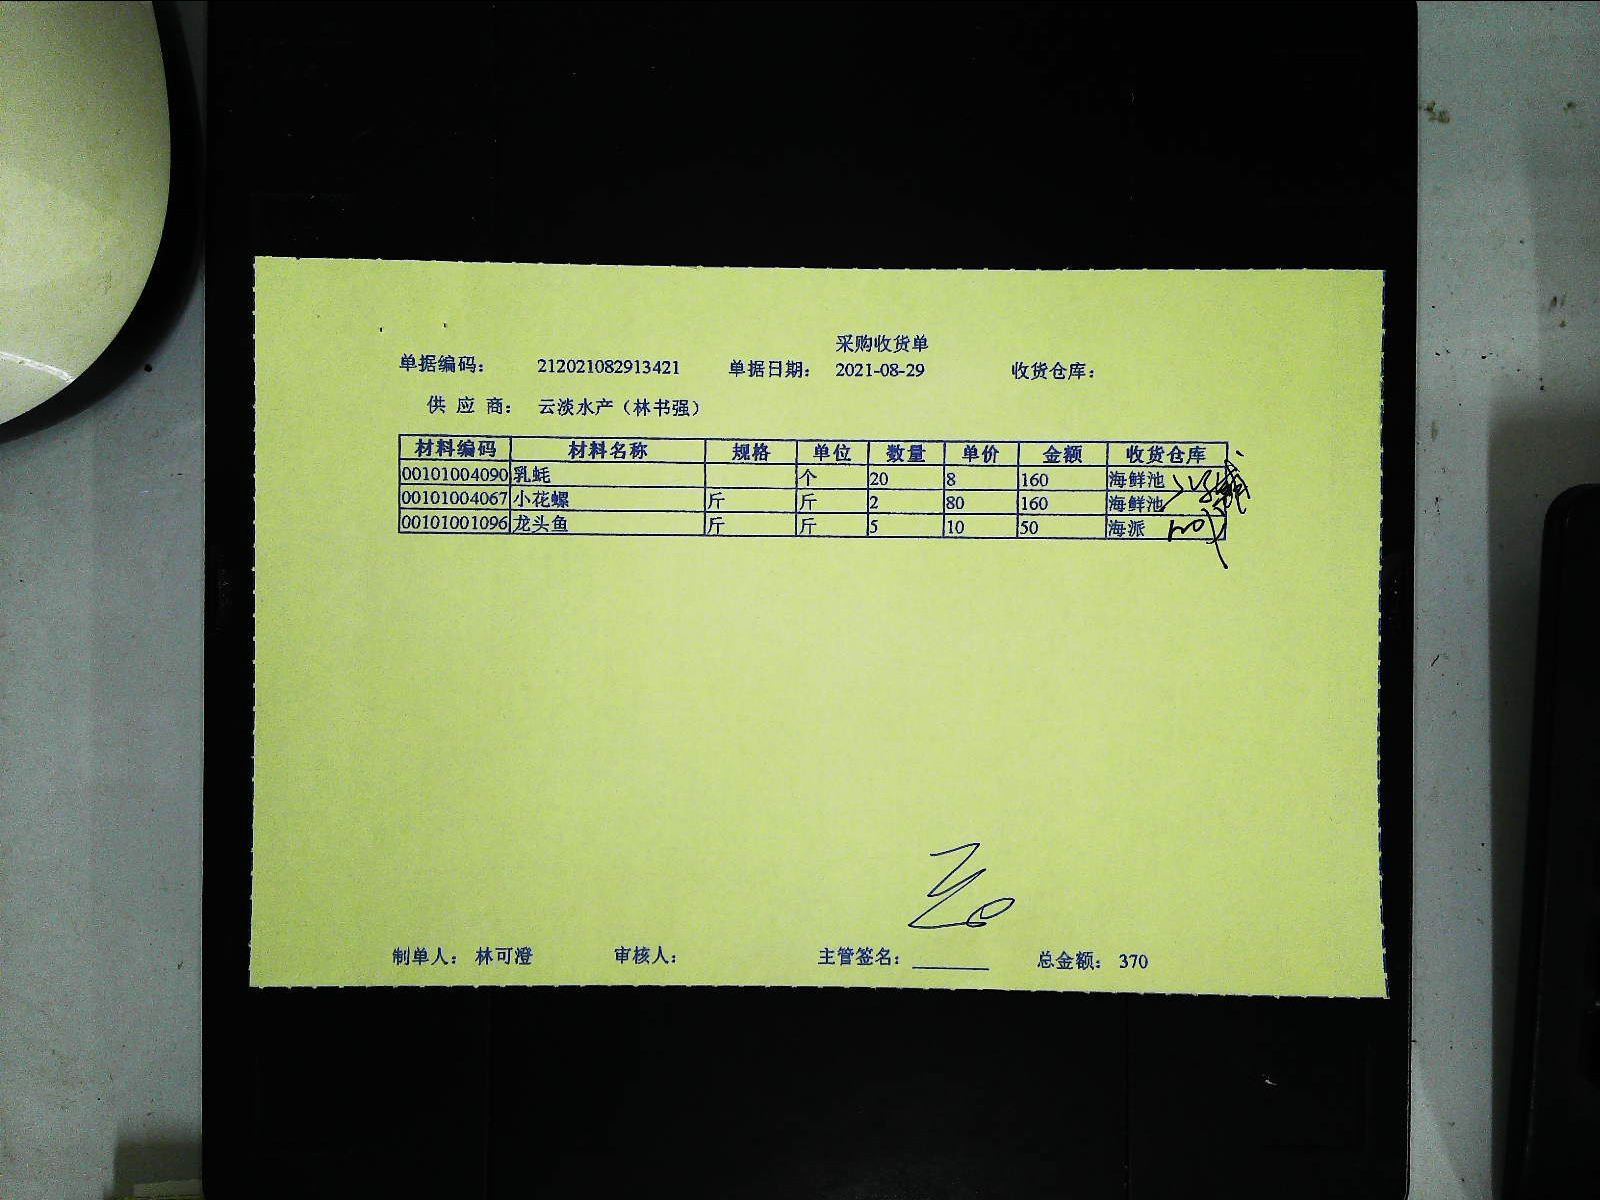 采购收货单
单据编码： 212021082913421 单据日期： 2021-08-29 收货仓库：
供 应 商： 云淡水产（林书强）
材料编码 材料名称 规格 单位 数量 单价 金额 收货仓库
00101004090 乳蚝 个 20 8 160 海鲜池
00101004067 小花螺 斤 斤 2 80 160 海鲜池
00101001096 龙头鱼 斤 斤 5 10 50 海派
制单人： 林可澄 审核人： 主管签名： 总金额： 370